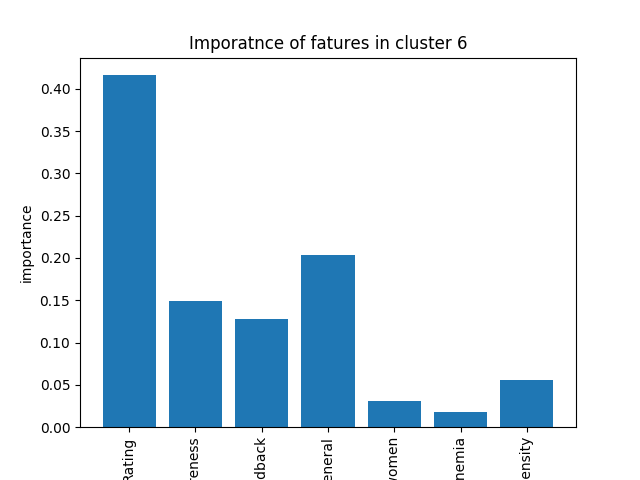 Imporatnce of fatures in cluster 6
importance
0.40
0.35
0.30
0.25
0.20
0.15
0.10
0.05
0.00
Rating
reness
dback
eneral
women
nemia
ensity